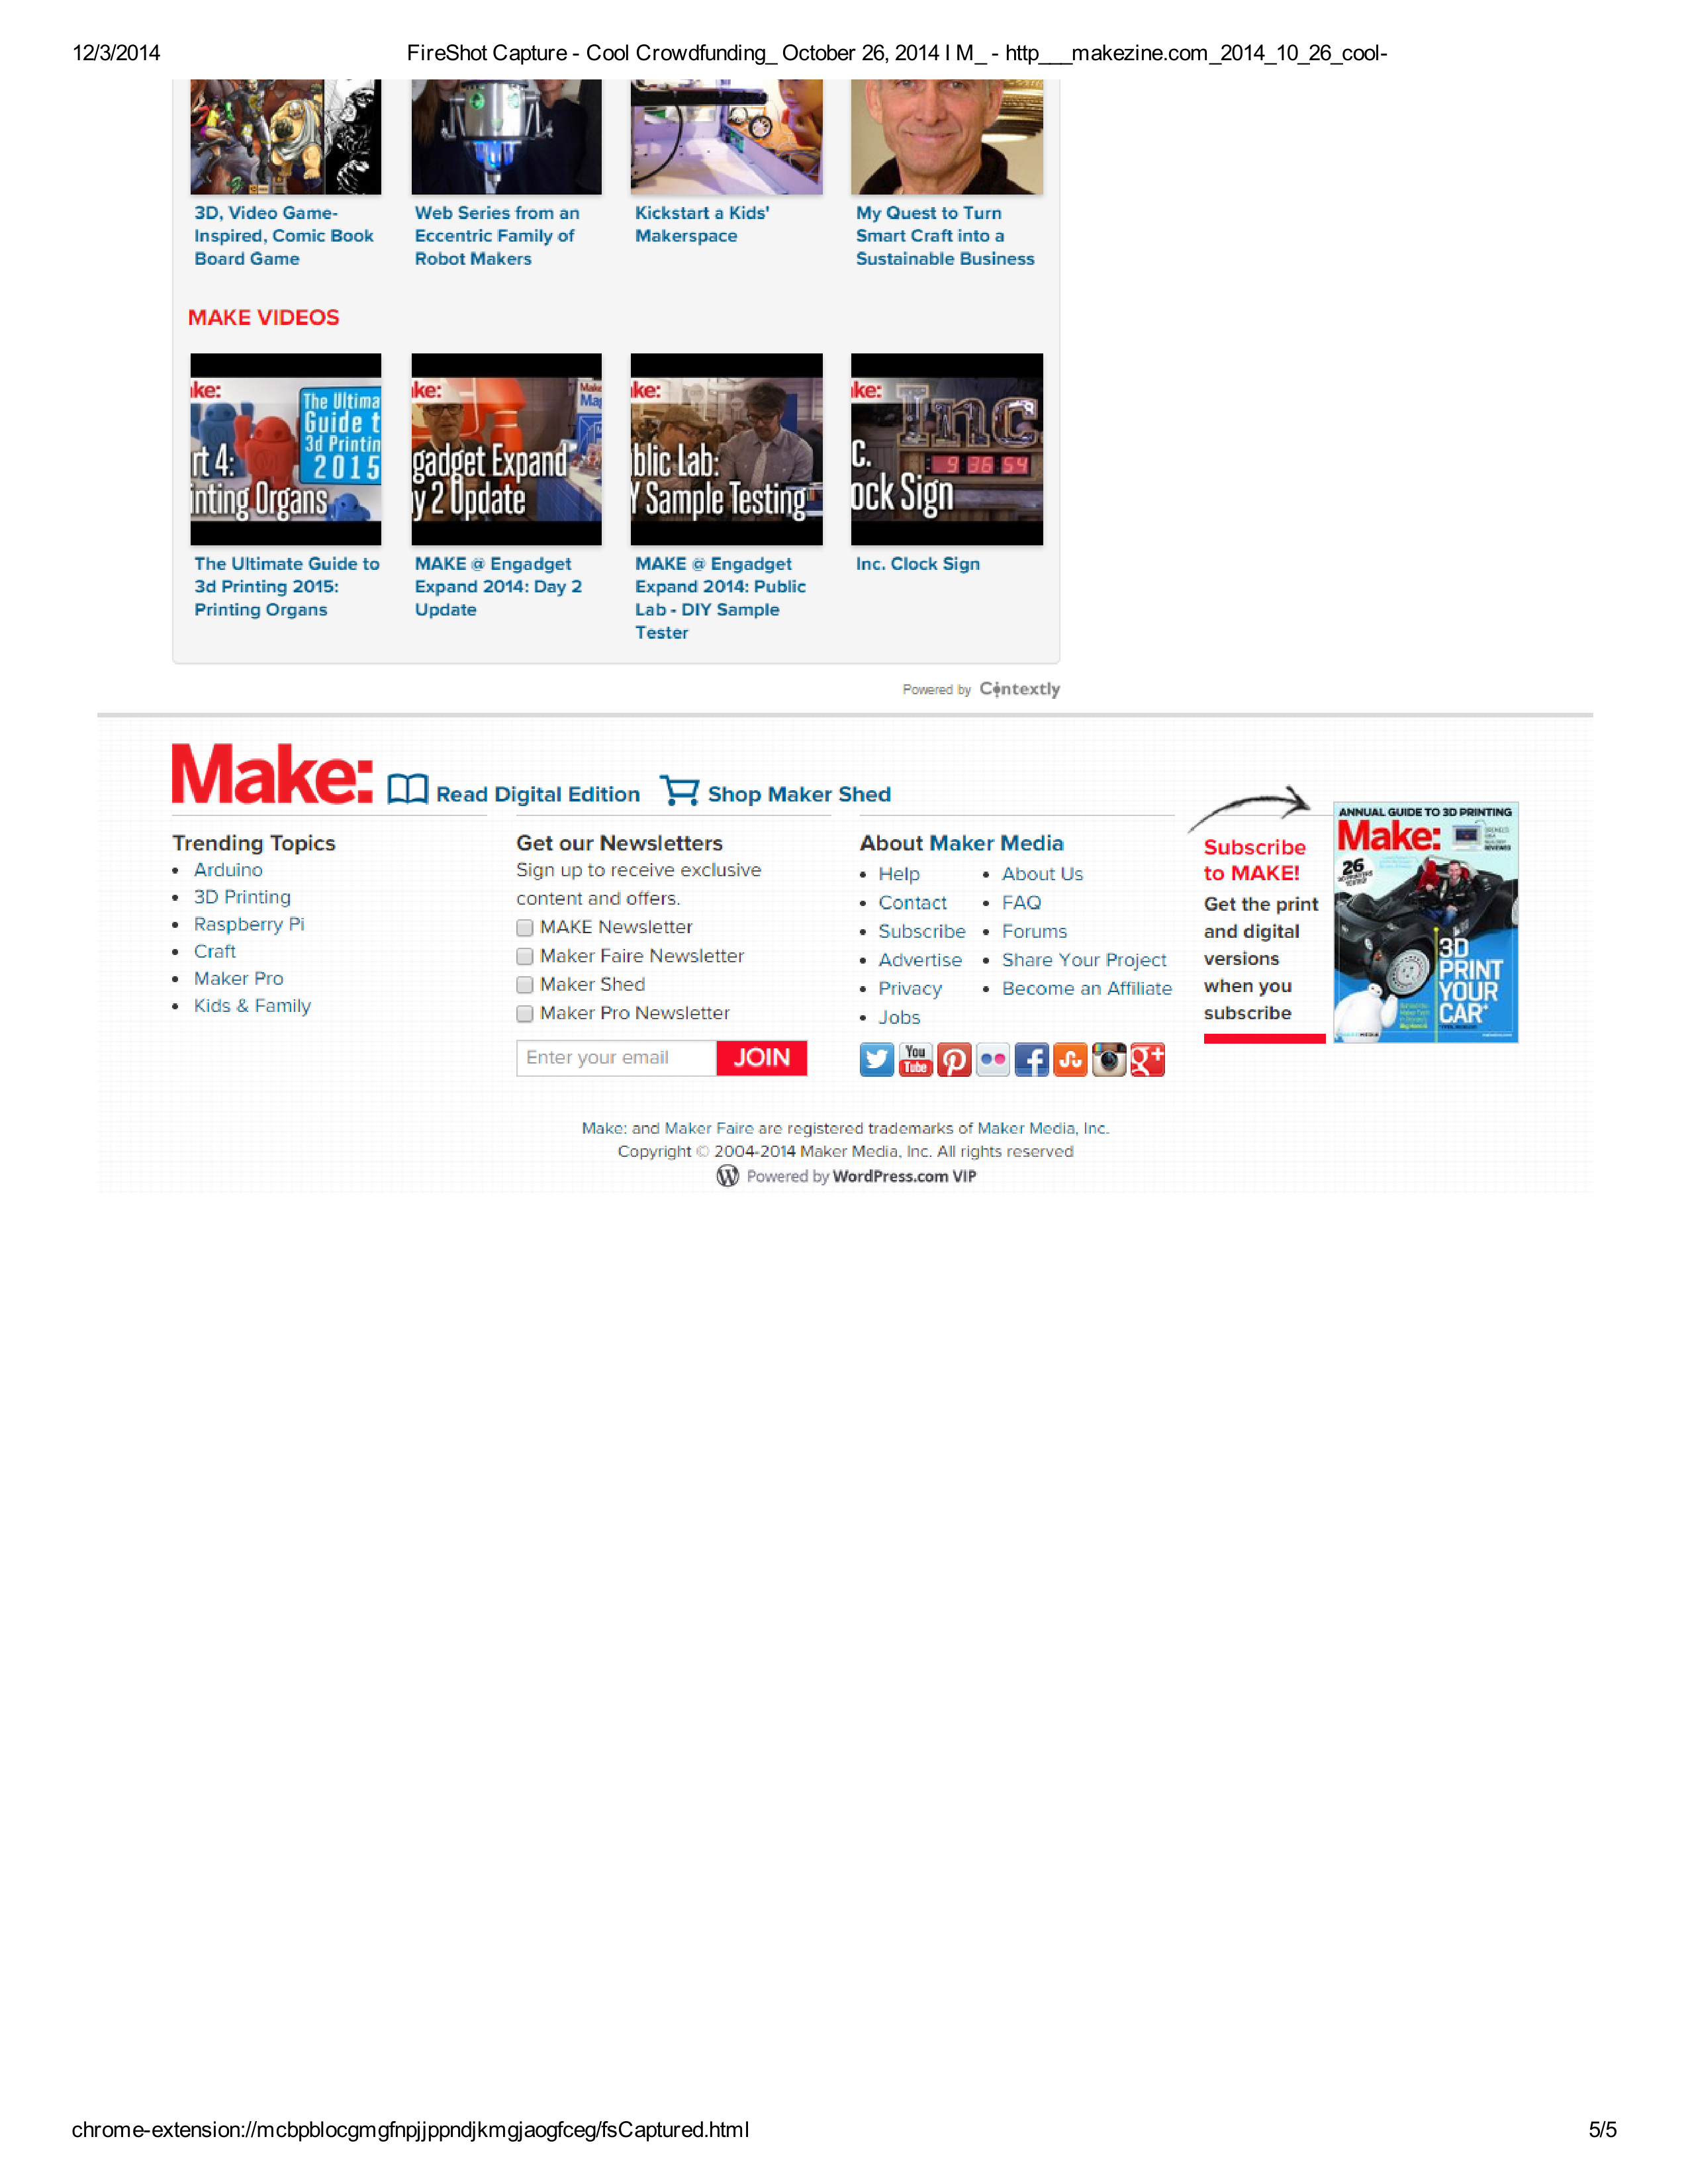 12/3/2014 FireShot Capture - Cool Crowdfunding_ October 26, 2014 I M_ - http___makezine.com_2014_10_26_cool-
3D, Video Game-
Inspired, Comic Book
Board Game
Web Series from an
Eccentric Family of
Robot Makers
Kickstart a Kids'
Makerspace
My Quest to Turn
Smart Craft into a
Sustainable Business
MAKE VIDEOS
ke:
The Ultima
Guide t
3d Printin
2015
rt 4:
inting Organs
ke:
Make
Mag
gadget Expand
y 2 Update
ke:
blic Lab:
Y Sample Testing
ke:
Inc
C.
9:36:54
ock Sign
The Ultimate Guide to
3d Printing 2015:
Printing Organs
MAKE @ Engadget
Expand 2014: Day 2
Update
MAKE @ Engadget
Expand 2014: Public
Lab - DIY Sample
Tester
Inc. Clock Sign
Powered by Contextly
Make: Read Digital Edition Shop Maker Shed
Trending Topics
• Arduino
• 3D Printing
• Raspberry Pi
• Craft
• Maker Pro
• Kids & Family
Get our Newsletters
Sign up to receive exclusive
content and offers.
MAKE Newsletter
Maker Faire Newsletter
Maker Shed
Maker Pro Newsletter
Enter your email JOIN
About Maker Media
• Help
• Contact
• Subscribe
• Advertise
• Privacy
• Jobs
• About Us
• FAQ
• Forums
• Share Your Project
• Become an Affiliate
You
Tube
g+
Subscribe
to MAKE!
Get the print
and digital
versions
when you
subscribe
ANNUAL GUIDE TO 3D PRINTING
Make:
26
3D
PRINT
YOUR
CAR*
Make: and Maker Faire are registered trademarks of Maker Media, Inc.
Copyright © 2004-2014 Maker Media, Inc. All rights reserved
Powered by WordPress.com VIP
chrome-extension://mcbpblocgmgfnpjjppndjkmgjaogfceg/fsCaptured.html 5/5